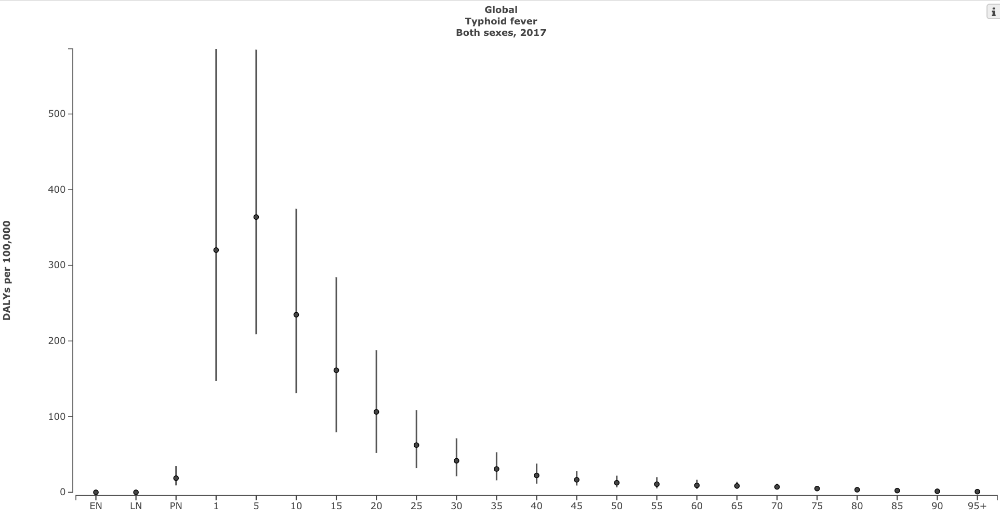 Global
Typhoid fever
Both sexes, 2017
i
DALYs per 100,000
500
400
300
200
100
0
EN LN PN 1 5 10 15 20 25 30 35 40 45 50 55 60 65 70 75 80 85 90 95+